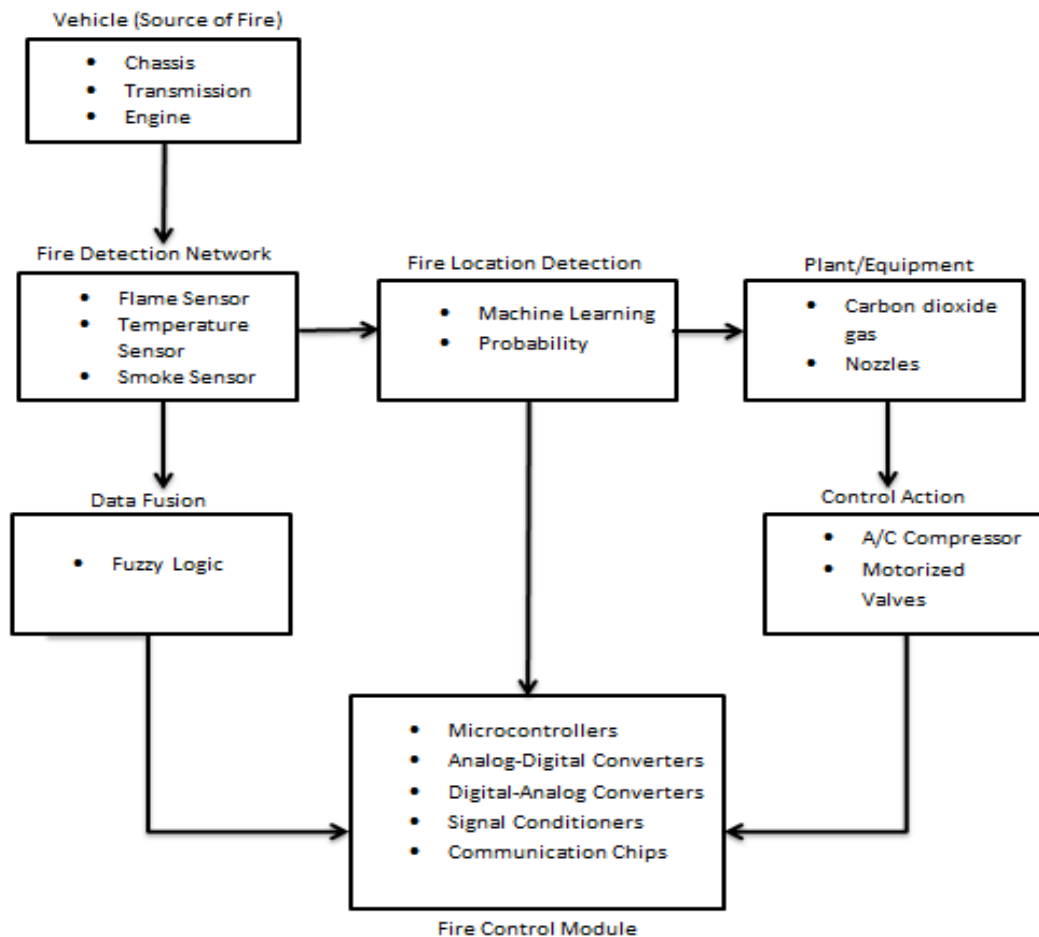 Vehicle (Source of Fire)
• Chassis
• Transmission
• Engine
Fire Detection Network
• Flame Sensor
• Temperature
Sensor
• Smoke Sensor
Fire Location Detection
• Machine Learning
• Probability
Plant/Equipment
• Carbon dioxide
gas
• Nozzles
Data Fusion
• Fuzzy Logic
Control Action
• A/C Compressor
• Motorized
Valves
• Microcontrollers
• Analog-Digital Converters
• Digital-Analog Converters
• Signal Conditioners
• Communication Chips
Fire Control Module